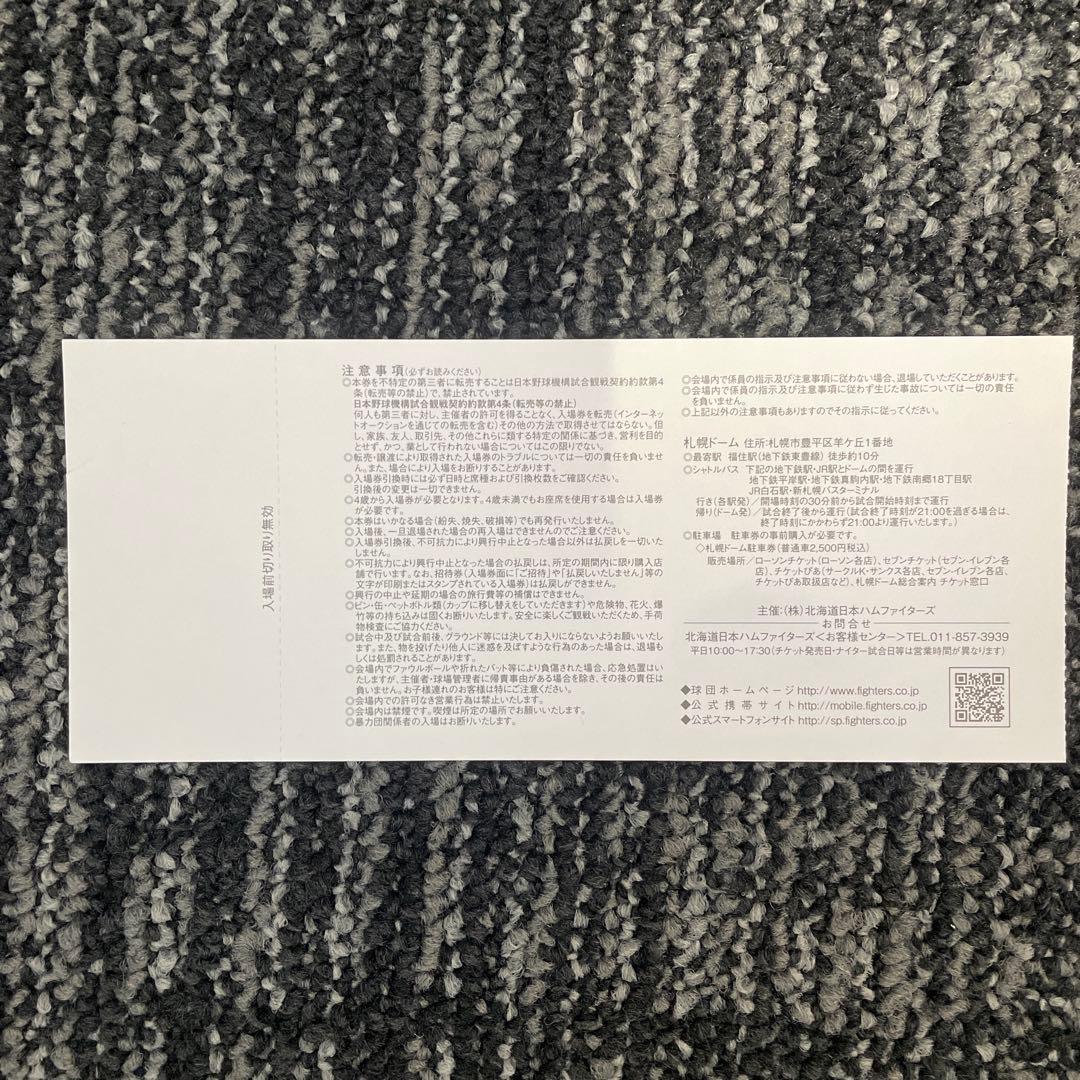 入場前切り取り無効
注意事項(必ずお読みください)
◎本券を不特定の第三者に転売することは日本野球機構試合観戦契約約款第4
条(転売等の禁止)で、禁止されています。
日本野球機構試合観戦契約約款第4条(転売等の禁止)
何人も第三者に対し、主催者の許可を得ることなく、入場券を転売(インターネッ
トオークションを通じての転売を含む)その他の方法で取得させてはならない。但
し、家族、友人、取引先、その他これらに類する特定の関係に基づき、営利を目的
とせず、かつ、業として行われない場合についてはこの限りでない。
◎転売・譲渡により取得された入場券のトラブルについては一切の責任を負いませ
ん。また、場合により入場をお断りすることがあります。
◎入場券引換時には必ず日時と席種および引換枚数をご確認ください。
引換後の変更は一切できません。
◎4歳から入場券が必要となります。4歳未満でもお座席を使用する場合は入場券
が必要です。
◎本券はいかなる場合(紛失、焼失、破損等)でも再発行いたしません。
◎入場後、一旦退場された場合の再入場はできませんのでご注意ください。
◎入場券引換後、不可抗力により興行中止となった場合以外は払戻しを一切いた
しません。
◎不可抗力により興行中止となった場合の払戻しは、所定の期間内に限り購入店
舗で行います。なお、招待券(入場券面に「ご招待」や「払戻しいたしません」等の
文字が印刷またはスタンプされている入場券)は払戻しができません。
◎興行の中止や延期の場合の旅行費等の補償はできません。
◎ビン・缶・ペットボトル類(カップに移し替えをしていただきます)や危険物、花火、爆
竹等の持ち込みは固くお断りいたします。安全に楽しくご観戦いただくため、手荷
物検査にご協力ください。
◎試合中及び試合前後、グラウンド等には決してお入りにならないようお願いいたし
ます。また、物を投げたり他人に迷惑を及ぼすような行為のあった場合は、退場も
しくは処罰されることがあります。
◎会場内でファウルボールや折れたバット等により負傷された場合、応急処置はい
たしますが、主催者・球場管理者に帰責事由がある場合を除き、その後の責任は
負いません。お子様連れのお客様は特にご注意ください。
◎会場内での許可なき営業行為は禁止いたします。
◎会場内は禁煙です。喫煙は所定の場所でお願いいたします。
◎暴力団関係者の入場はお断りいたします。
◎会場内で係員の指示及び注意事項に従わない場合、退場していただくことがあります。
◎会場内で係員の指示及び注意事項に従わず生じた事故については一切の責任
を負いません。
◎上記以外の注意事項もありますのでその指示に従ってください。
札幌ドーム 住所:札幌市豊平区羊ケ丘1番地
◎最寄駅 福住駅(地下鉄東豊線) 徒歩約10分
◎シャトルバス 下記の地下鉄駅・JR駅とドームの間を運行
地下鉄平岸駅・地下鉄真駒内駅・地下鉄南郷18丁目駅
JR白石駅・新札幌バスターミナル
行き(各駅発)/開場時刻の30分前から試合開始時刻まで運行
帰り(ドーム発)/試合終了後から運行(試合終了時刻が21:00を過ぎる場合は、
終了時刻にかかわらず21:00より運行いたします。)
◎駐車場 駐車券の事前購入が必要です。
◇札幌ドーム駐車券(普通車2,500円税込)
販売場所/ローソンチケット(ローソン各店)、セブンチケット(セブン-イレブン各
店)、チケットぴあ(サークルK・サンクス各店、セブン-イレブン各店、
チケットぴあ取扱店など)、札幌ドーム総合案内 チケット窓口
主催:(株)北海道日本ハムファイターズ
お問合せ
北海道日本ハムファイターズ<お客様センター>TEL.011-857-3939
平日10:00〜17:30(チケット発売日・ナイター試合日等は営業時間が異なります)
◆球団ホームページ http://www.fighters.co.jp
◆公式携帯サイト http://mobile.fighters.co.jp
◆公式スマートフォンサイト http://sp.fighters.co.jp